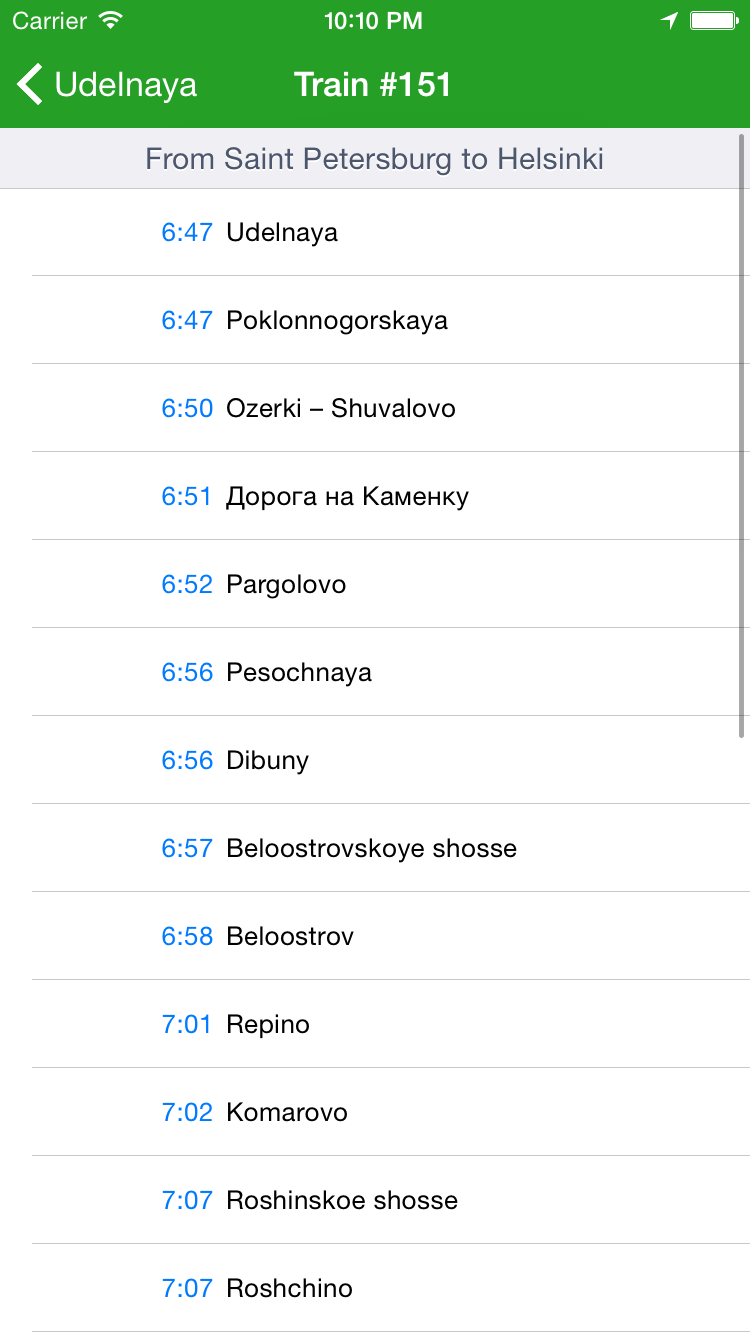 Carrier 10:10 PM
Udelnaya Train #151
From Saint Petersburg to Helsinki
6:47 Udelnaya
6:47 Poklonnogorskaya
6:50 Ozerki – Shuvalovo
6:51 Дорога на Каменку
6:52 Pargolovo
6:56 Pesochnaya
6:56 Dibuny
6:57 Beloostrovskoye shosse
6:58 Beloostrov
7:01 Repino
7:02 Komarovo
7:07 Roshinskoe shosse
7:07 Roshchino